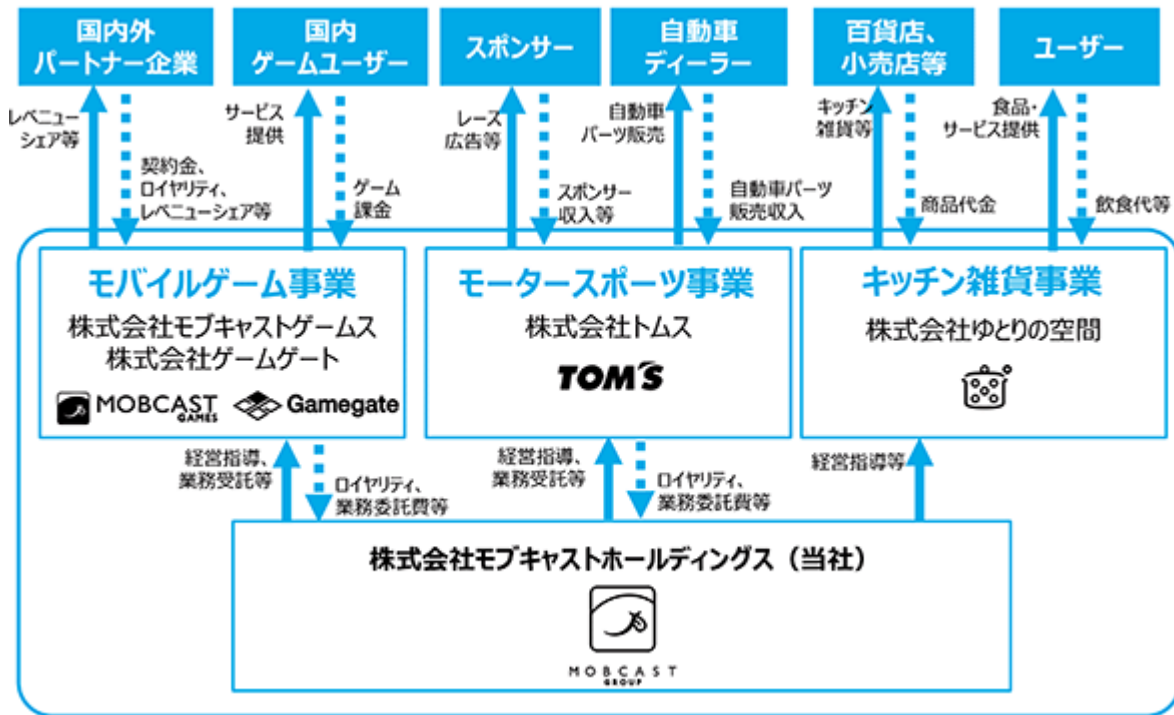 国内外
パートナー企業
国内
ゲームユーザー
スポンサー
自動車
ディーラー
百貨店、
小売店等
ユーザー
レベニュー
シェア等
契約金、
ロイヤリティ、
レベニューシェア等
サービス
提供
ゲーム
課金
レース
広告等
スポンサー
収入等
自動車
パーツ販売
自動車パーツ
販売収入
キッチン
雑貨等
商品代金
食品・
サービス提供
飲食代等
モバイルゲーム事業
株式会社モブキャストゲームス
株式会社ゲームゲート
MOBCAST
GAMES
Gamegate
モータースポーツ事業
株式会社トムス
TOM'S
キッチン雑貨事業
株式会社ゆとりの空間
経営指導、
業務受託等
ロイヤリティ、
業務委託費等
経営指導、
業務受託等
ロイヤリティ、
業務委託費等
経営指導等
株式会社モブキャストホールディングス（当社）
MOBCAST
GROUP